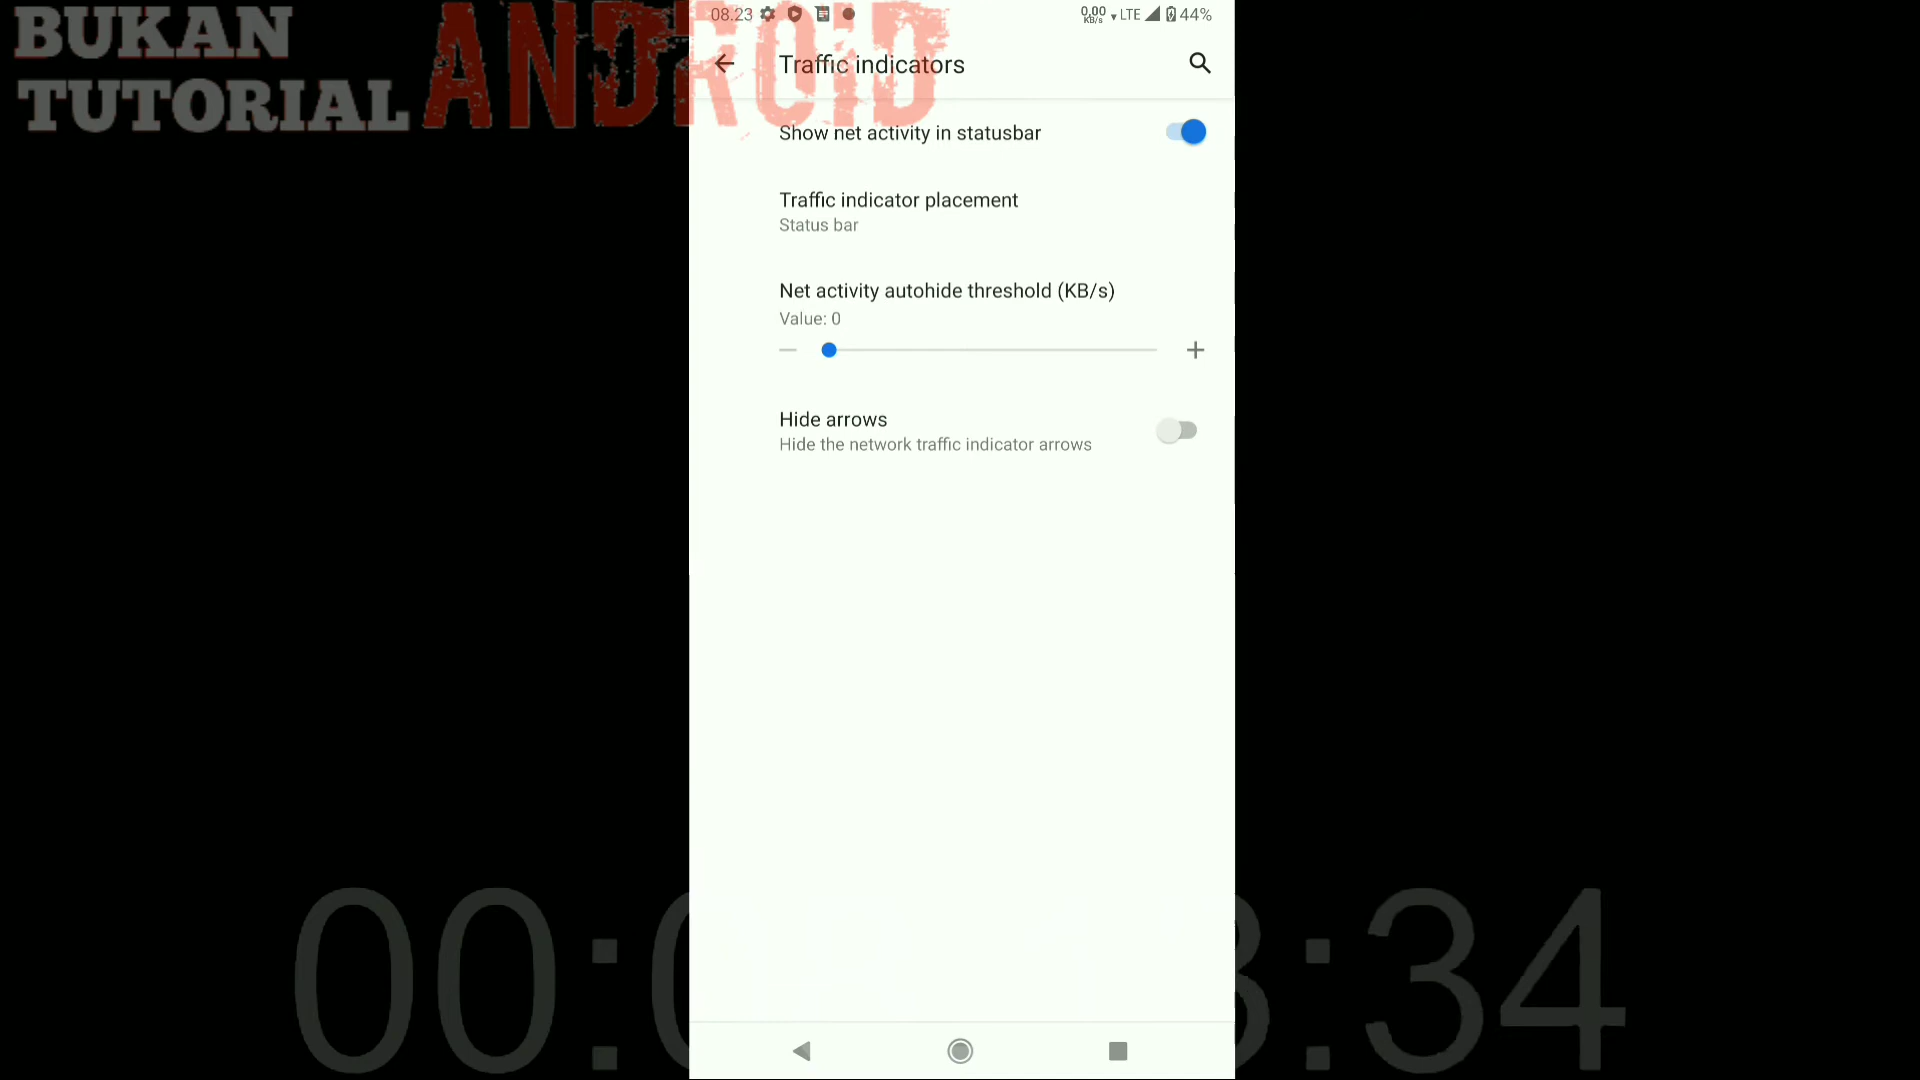 BUKAN
TUTORIAL
ANDROiD
08.23
0,00
KB/s
LTE
44%
Traffic indicators
Show net activity in statusbar
Traffic indicator placement
Status bar
Net activity autohide threshold (KB/s)
Value: 0
Hide arrows
Hide the network traffic indicator arrows
:34